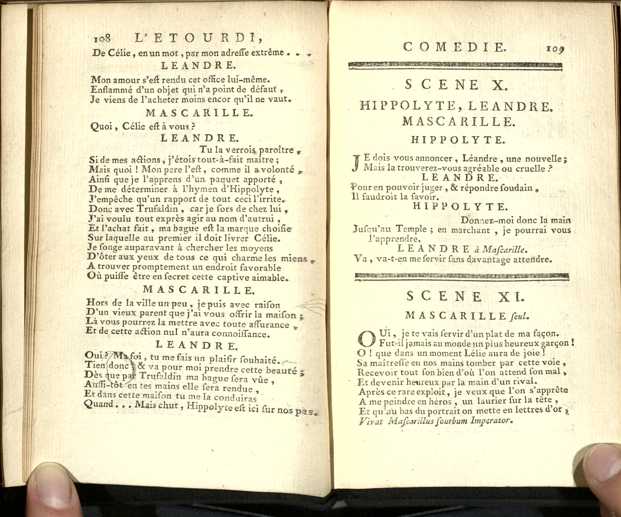 108 L'ETOURDI,
De Célie, en un mot, par mon adresse extrême . . .
LEANDRE.
Mon amour s'est rendu cet office lui-même.
Enflammé d'un objet qui n'a point de défaut,
Je viens de l'acheter moins encor qu'il ne vaut.
MASCARILLE.
Quoi, Célie est à vous?
LEANDRE.
Tu la verrois paroître,
Si de mes actions, j'étois tout-à-fait maître;
Mais quoi! Mon pere l'est, comme il a volonté,
Ainsi que je l'apprens d'un paquet apporté,
De me déterminer à l'hymen d'Hippolyte,
J'empêche qu'un rapport de tout ceci l'irrite.
Donc avec Trufaldin, car je sors de chez lui,
J'ai voulu tout exprès agir au nom d'autrui,
Et l'achat fait, ma bague est la marque choisie
Sur laquelle au premier il doit livrer Célie.
Je songe auparavant à chercher les moyens
D'ôter aux yeux de tous ce qui charme les miens,
A trouver promptement un endroit favorable
Où puisse être en secret cette captive aimable.
MASCARILLE.
Hors de la ville un peu, je puis avec raison
D'un vieux parent que j'ai vous offrir la maison;
Là vous pourrez la mettre avec toute assurance,
Et de cette action nul n'aura connoissance.
LEANDRE.
Oui? Ma foi, tu me fais un plaisir souhaité.
Tien donc, & va pour moi prendre cette beauté;
Dès que par Trufaldin ma bague sera vûe,
Aussi-tôt en tes mains elle sera rendue,
Et dans cette maison tu me la conduiras
Quand . . . Mais chut, Hippolyte est ici sur nos pas.
COMEDIE. 109
SCENE X.
HIPPOLYTE, LEANDRE.
MASCARILLE.
HIPPOLYTE.
JE dois vous annoncer, Léandre, une nouvelle;
Mais la trouverez-vous agréable ou cruelle?
LEANDRE.
Pour en pouvoir juger, & répondre soudain,
Il faudroit la savoir.
HIPPOLYTE.
Donnez-moi donc la main
Jusqu'au Temple; en marchant, je pourrai vous
l'apprendre.
LEANDRE à Mascarille.
Va, va-t-en me servir sans davantage attendre.
SCENE XI.
MASCARILLE seul.
OUi, je te vais servir d'un plat de ma façon.
Fut-il jamais au monde un plus heureux garçon!
O! que dans un moment Lélie aura de joie!
Sa maîtresse en nos mains tomber par cette voie,
Recevoir tout son bien d'où l'on attend son mal,
Et devenir heureux par la main d'un rival.
Après ce rare exploit, je veux que l'on s'apprête
A me peindre en héros, un laurier sur la tête,
Et qu'au bas du portrait on mette en lettres d'or,
Vivat Mascarillus fourbum Imperator.